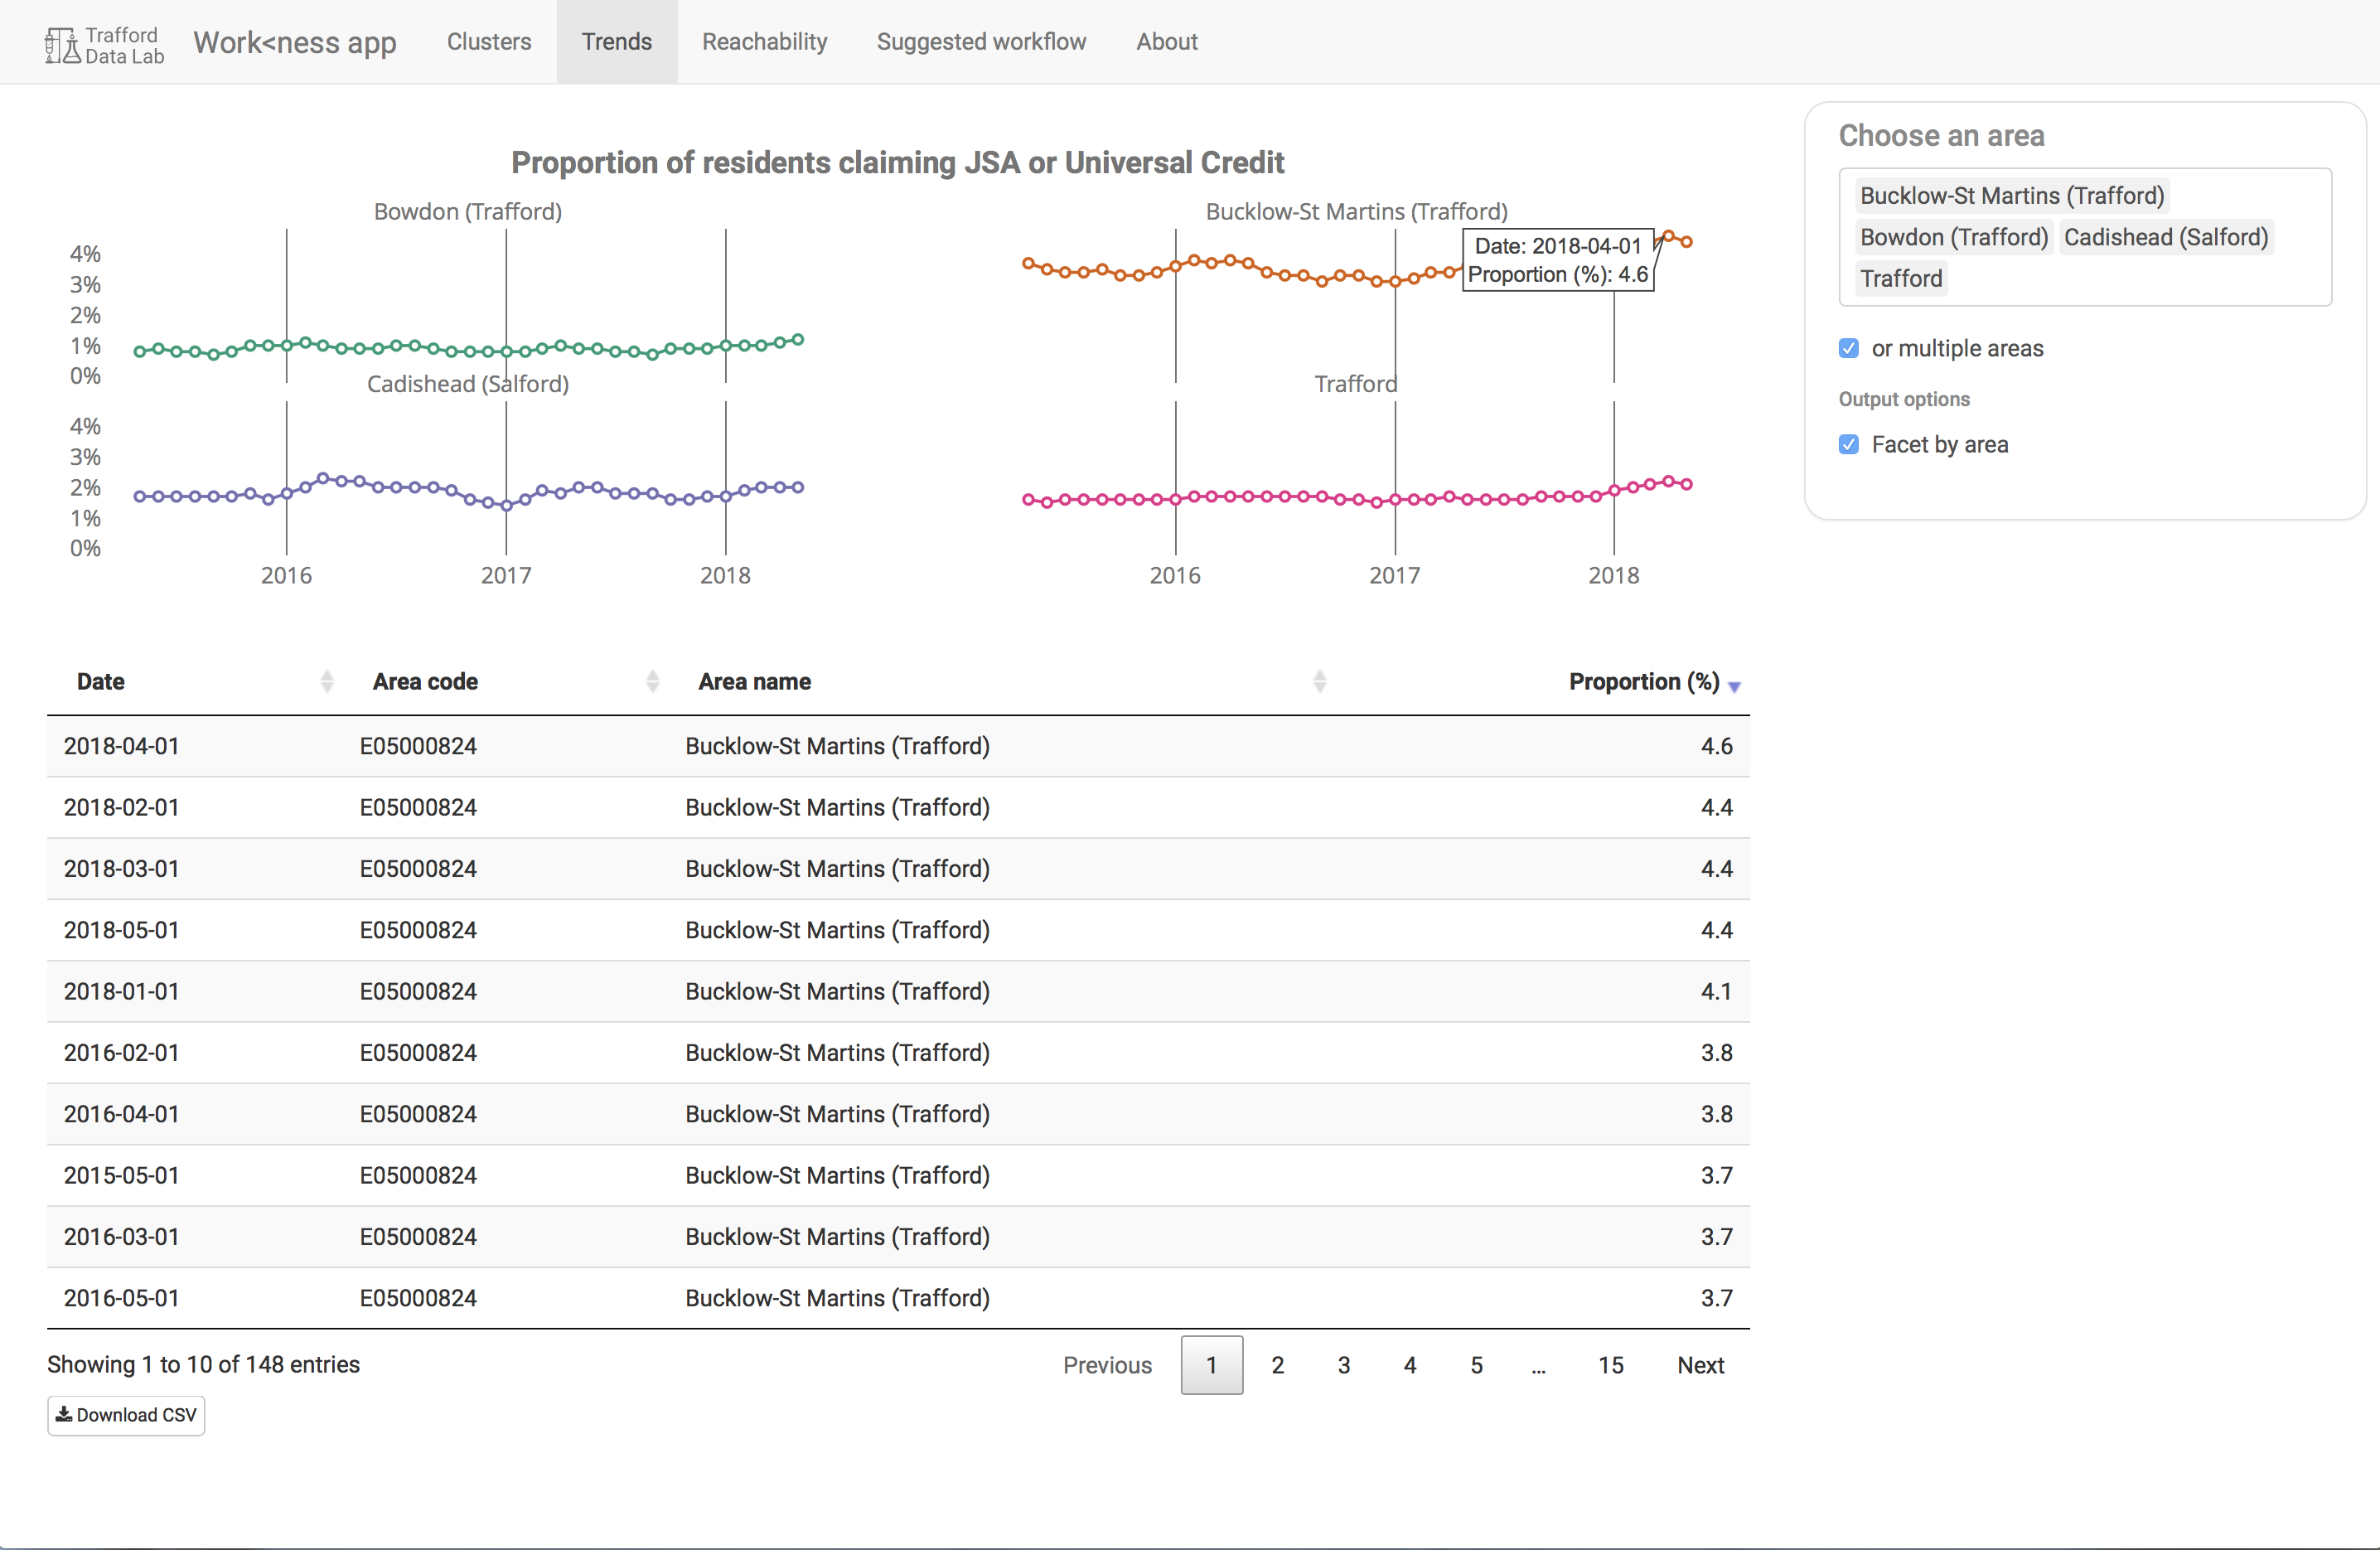 Trafford
Data Lab
Work<ness app
Clusters
Trends
Reachability
Suggested workflow
About
Proportion of residents claiming JSA or Universal Credit
Bowdon (Trafford)
4%
3%
2%
1%
0%
Bucklow-St Martins (Trafford)
Date: 2018-04-01
Proportion (%): 4.6
Cadishead (Salford)
4%
3%
2%
1%
0%
2016 2017 2018
Trafford
2016 2017 2018
Choose an area
Bucklow-St Martins (Trafford)
Bowdon (Trafford) Cadishead (Salford)
Trafford
or multiple areas
Output options
Facet by area
Date Area code Area name Proportion (%)
2018-04-01 E05000824 Bucklow-St Martins (Trafford) 4.6
2018-02-01 E05000824 Bucklow-St Martins (Trafford) 4.4
2018-03-01 E05000824 Bucklow-St Martins (Trafford) 4.4
2018-05-01 E05000824 Bucklow-St Martins (Trafford) 4.4
2018-01-01 E05000824 Bucklow-St Martins (Trafford) 4.1
2016-02-01 E05000824 Bucklow-St Martins (Trafford) 3.8
2016-04-01 E05000824 Bucklow-St Martins (Trafford) 3.8
2015-05-01 E05000824 Bucklow-St Martins (Trafford) 3.7
2016-03-01 E05000824 Bucklow-St Martins (Trafford) 3.7
2016-05-01 E05000824 Bucklow-St Martins (Trafford) 3.7
Showing 1 to 10 of 148 entries
Previous 1 2 3 4 5 ... 15 Next
Download CSV